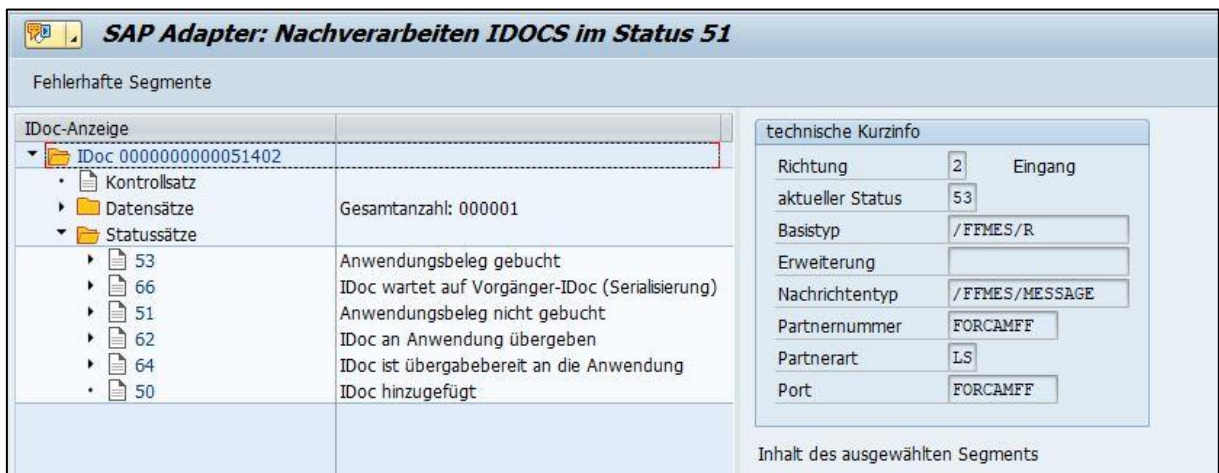 SAP Adapter: Nachverarbeiten IDOCS im Status 51
Fehlerhafte Segmente
IDoc-Anzeige
IDoc 0000000000051402
Kontrollsatz
Datensätze Gesamtanzahl: 000001
Statussätze
53 Anwendungsbeleg gebucht
66 IDoc wartet auf Vorgänger-IDoc (Serialisierung)
51 Anwendungsbeleg nicht gebucht
62 IDoc an Anwendung übergeben
64 IDoc ist übergabebereit an die Anwendung
50 IDoc hinzugefügt
technische Kurzinfo
Richtung 2 Eingang
aktueller Status 53
Basistyp /FFMES/R
Erweiterung
Nachrichtentyp /FFMES/MESSAGE
Partnernummer FORCAMFF
Partnerart LS
Port FORCAMFF
Inhalt des ausgewählten Segments